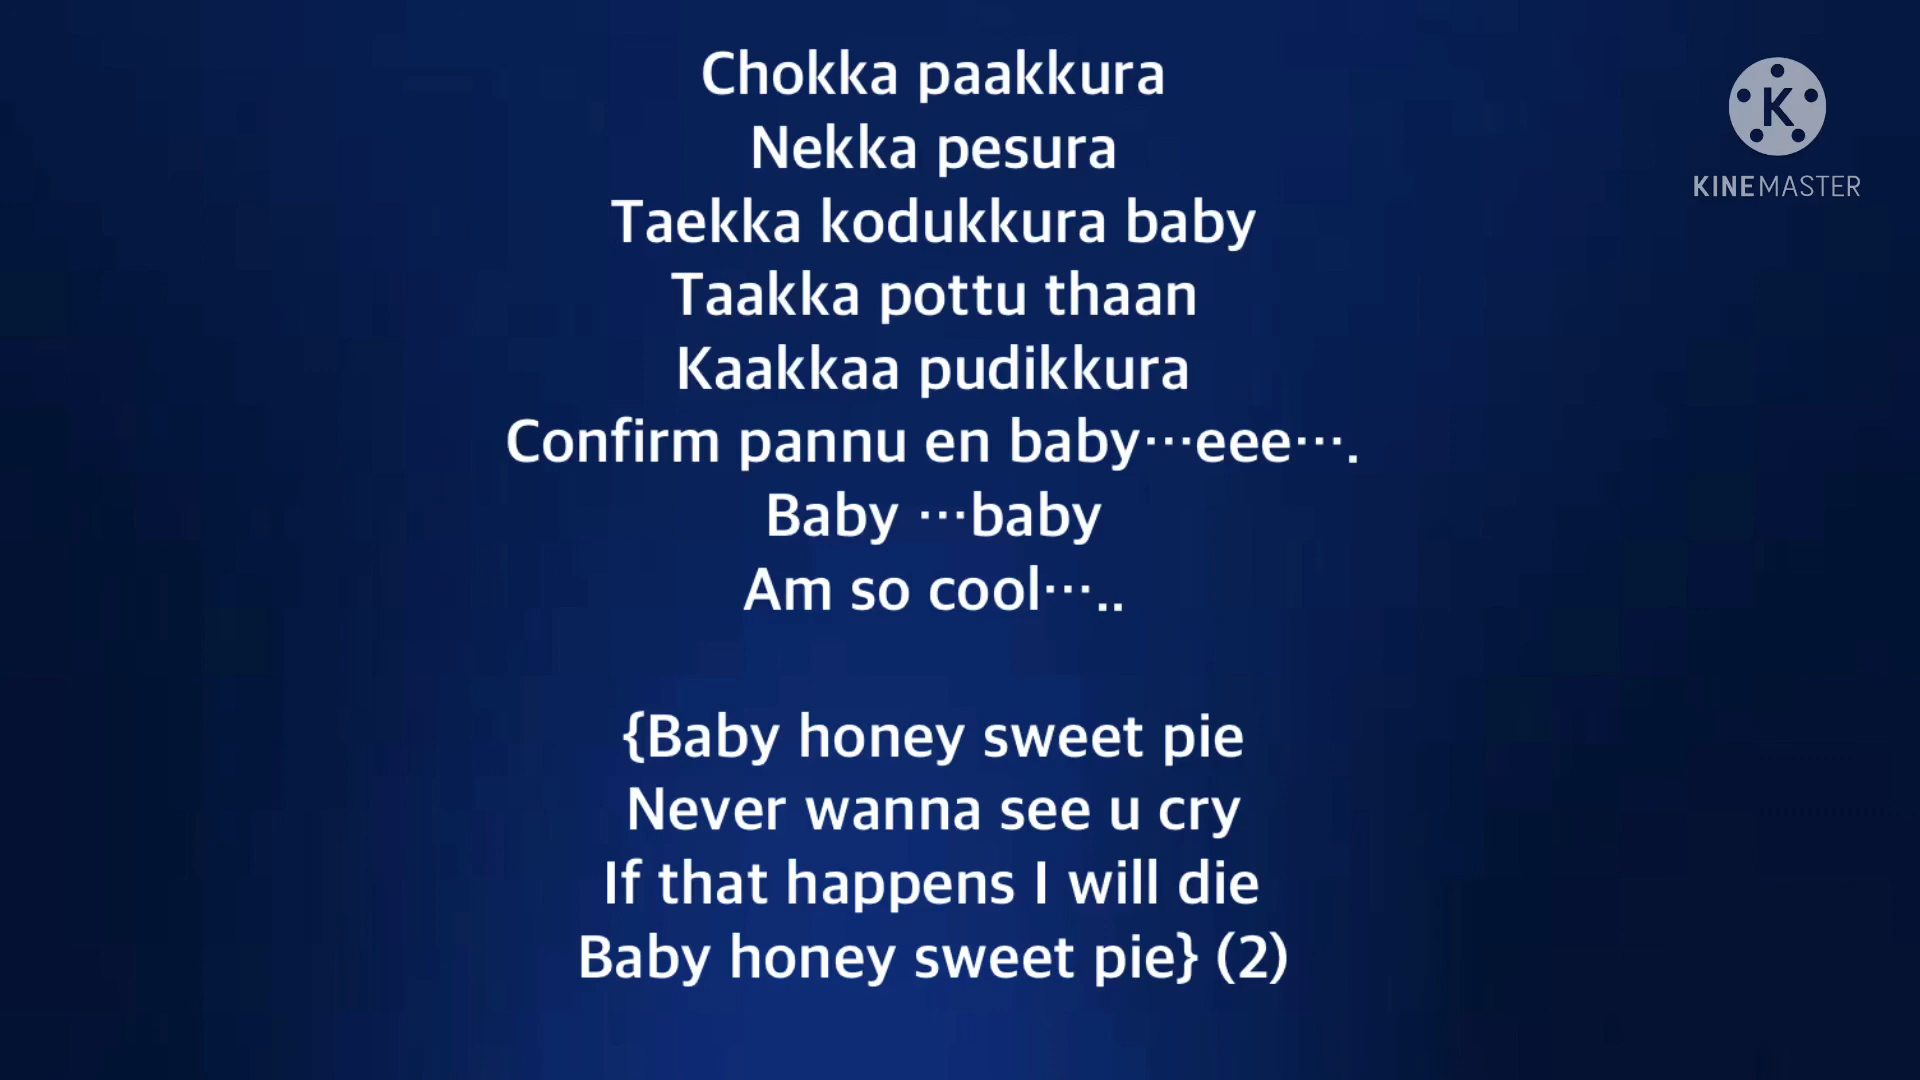 Chokka paakkura
Nekka pesura
Taekka kodukkura baby
Taakka pottu thaan
Kaakkaa pudikkura
Confirm pannu en baby⋯eee⋯.
Baby ⋯baby
Am so cool⋯..
{Baby honey sweet pie
Never wanna see u cry
If that happens I will die
Baby honey sweet pie} (2)
K
KINEMASTER